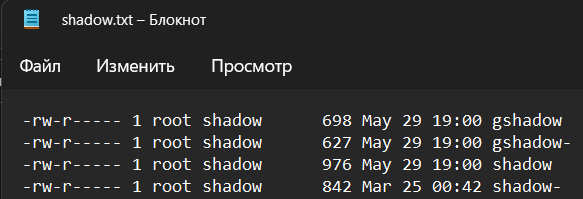 shadow.txt – Блокнот
Файл Изменить Просмотр
-rw-r----- 1 root shadow 698 May 29 19:00 gshadow
-rw-r----- 1 root shadow 627 May 29 19:00 gshadow-
-rw-r----- 1 root shadow 976 May 29 19:00 shadow
-rw-r----- 1 root shadow 842 Mar 25 00:42 shadow-